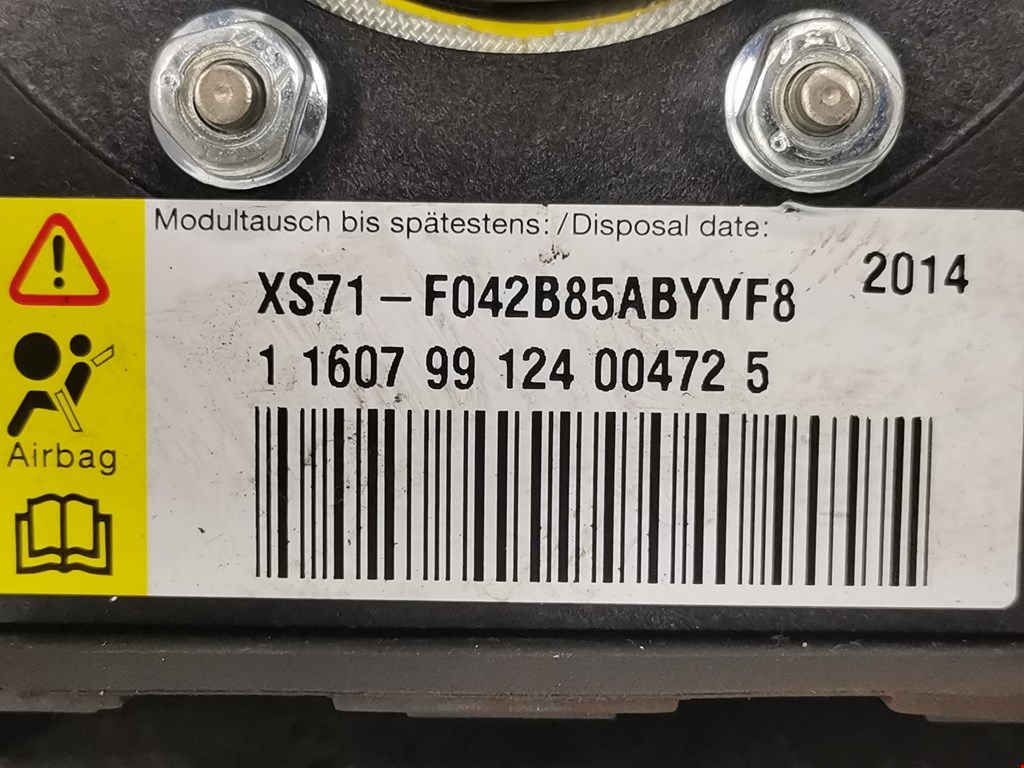 Modultausch bis spätestens:/Disposal date:
2014
XS71-F042B85ABYYF8
1 1607 99 124 00472 5
Airbag